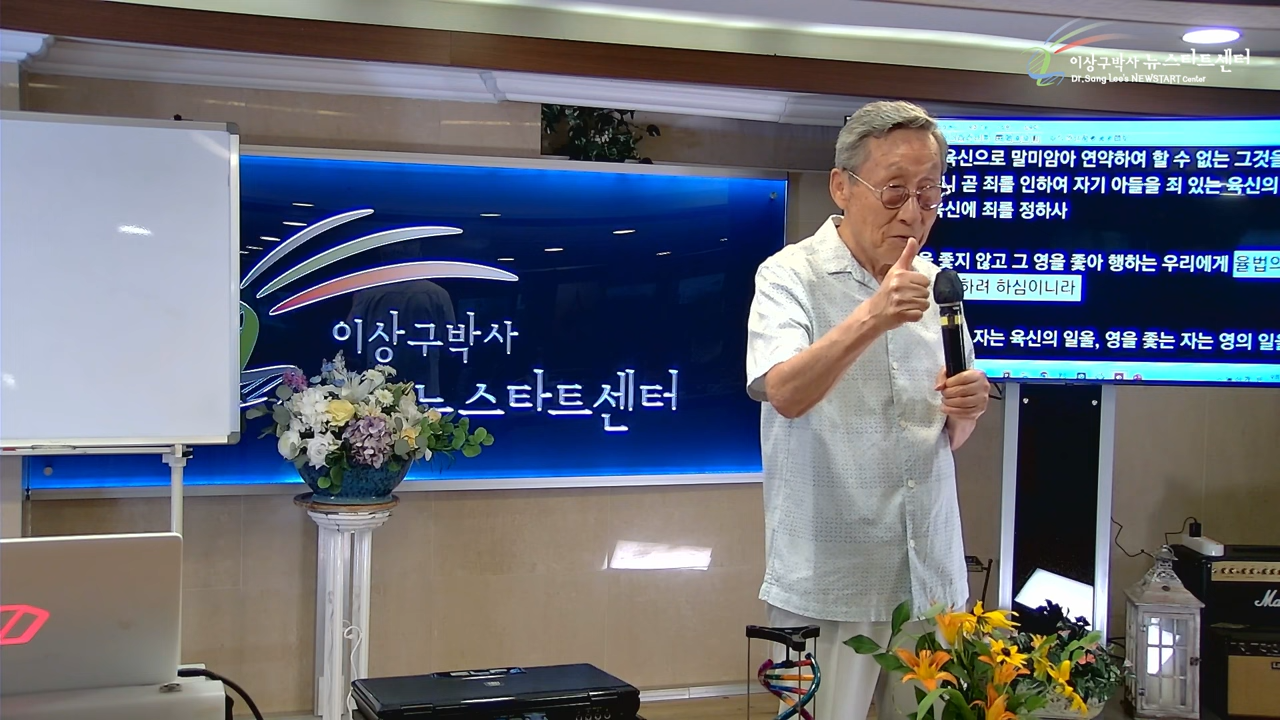 이상구박사 뉴스타트센터
Dr. Sang Lee's NEWSTART Center
육신으로 말미암아 연약하여 할 수 없는 그것을
곧 죄를 인하여 자기 아들을 죄 있는 육신의
육신에 죄를 정하사
좇지 않고 그 영을 좇아 행하는 우리에게 율법의
하려 하심이니라
자는 육신의 일을, 영을 좇는 자는 영의 일을
이상구박사
뉴스타트센터